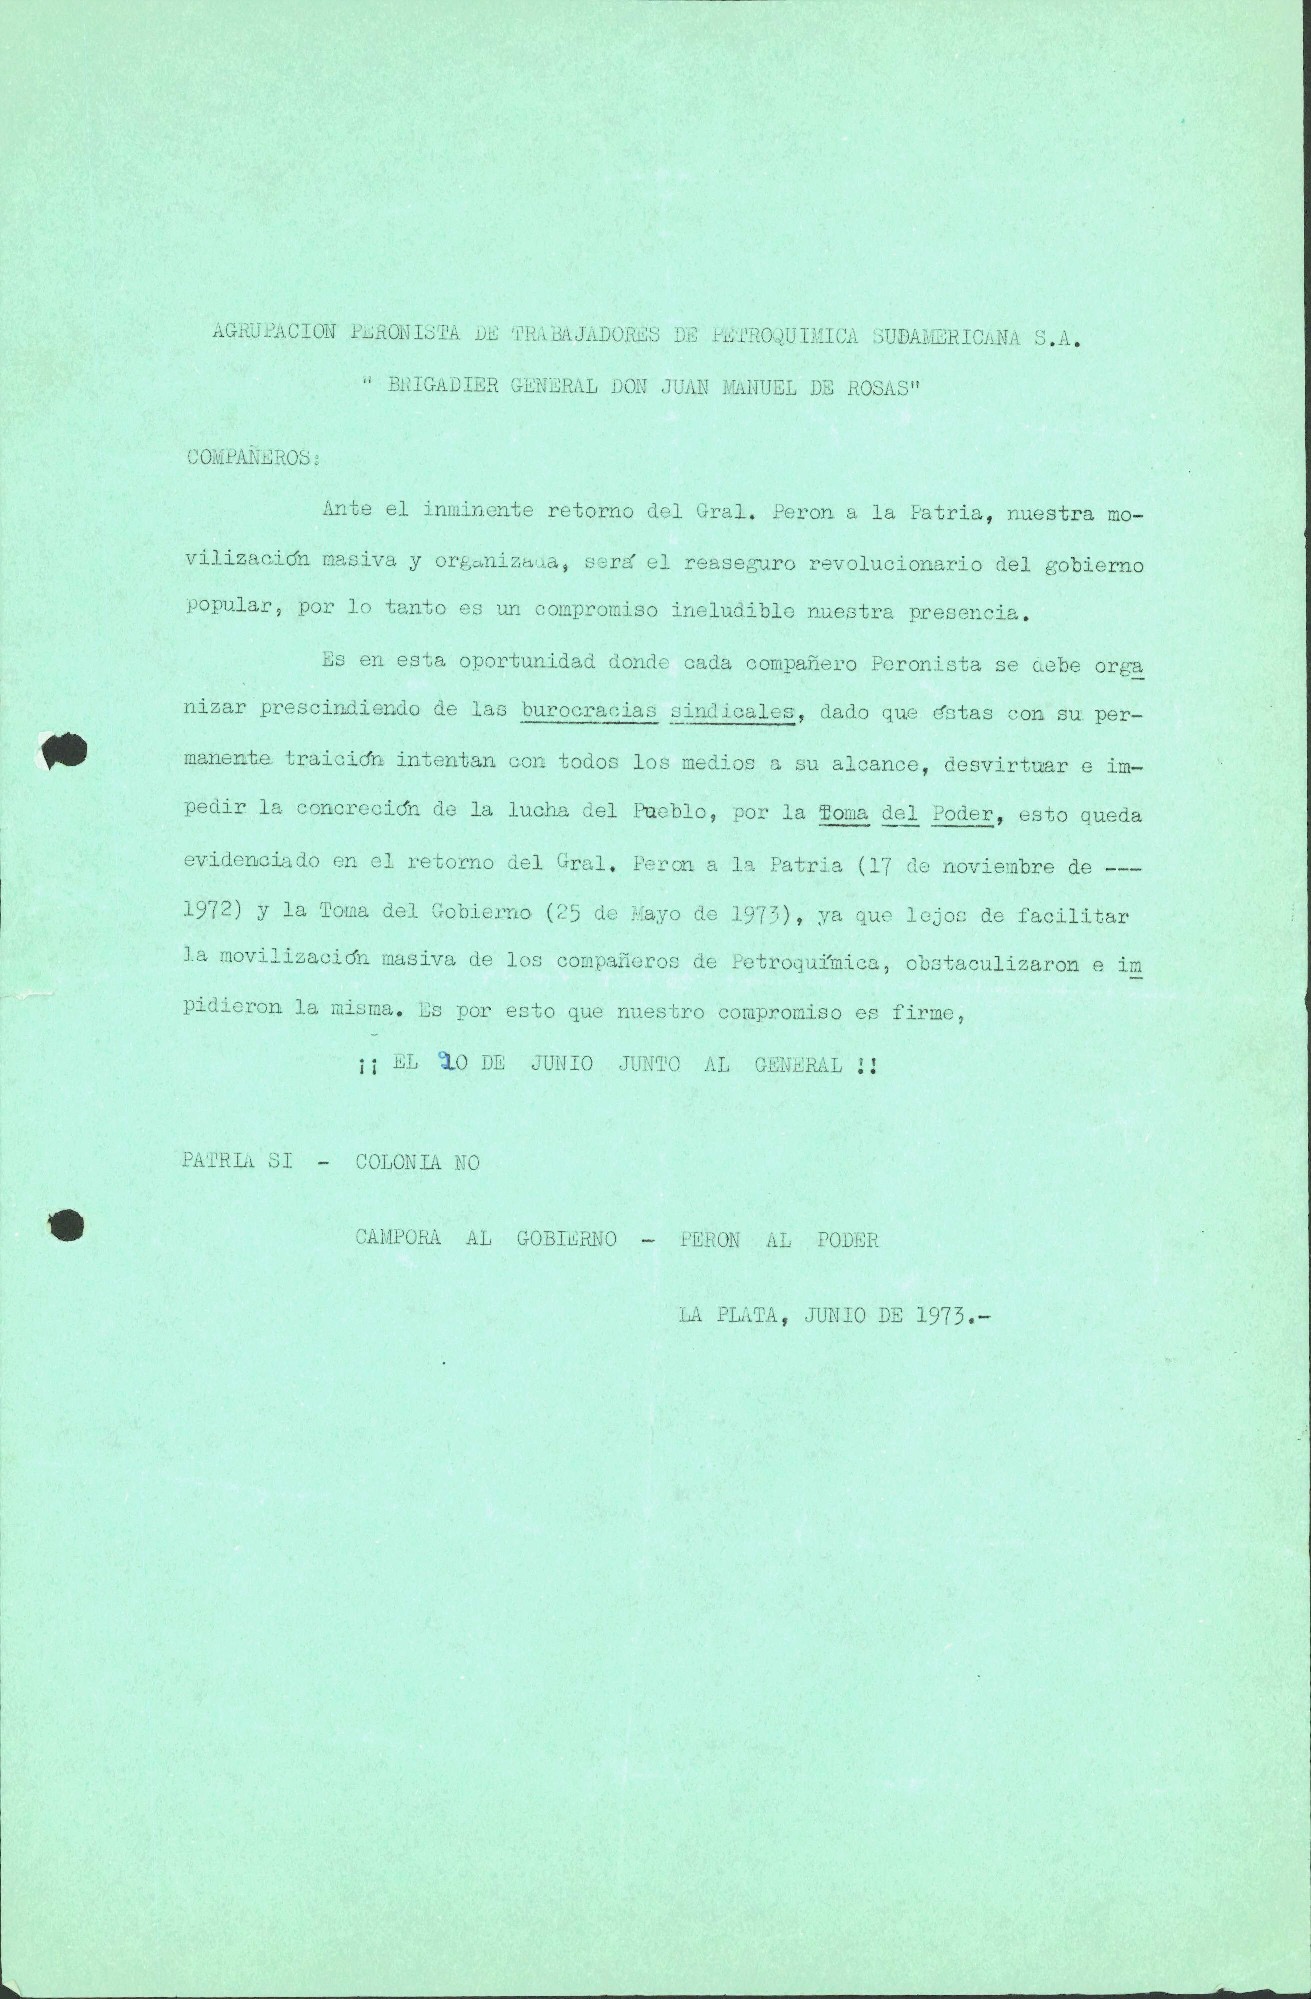 AGRUPACION PERONISTA DE TRABAJADORES DE PETROQUIMICA SUDAMERICANA S.A.
" BRIGADIER GENERAL DON JUAN MANUEL DE ROSAS"
COMPAÑEROS:
Ante el inminente retorno del Gral. Peron a la Patria, nuestra mo-
vilización masiva y organizada, será el reaseguro revolucionario del gobierno
popular, por lo tanto es un compromiso ineludible nuestra presencia.
Es en esta oportunidad donde cada compañero Peronista se debe orga
nizar prescindiendo de las burocracias sindicales, dado que éstas con su per-
manente traición intentan con todos los medios a su alcance, desvirtuar e im-
pedir la concreción de la lucha del Pueblo, por la Toma del Poder, esto queda
evidenciado en el retorno del Gral. Peron a la Patria (17 de noviembre de ---
1972) y la Toma del Gobierno (25 de Mayo de 1973), ya que lejos de facilitar
la movilización masiva de los compañeros de Petroquímica, obstaculizaron e im
pidieron la misma. Es por esto que nuestro compromiso es firme,
¡¡ EL 20 DE JUNIO JUNTO AL GENERAL !!
PATRIA SI - COLONIA NO
CAMPORA AL GOBIERNO - PERON AL PODER
LA PLATA, JUNIO DE 1973.-